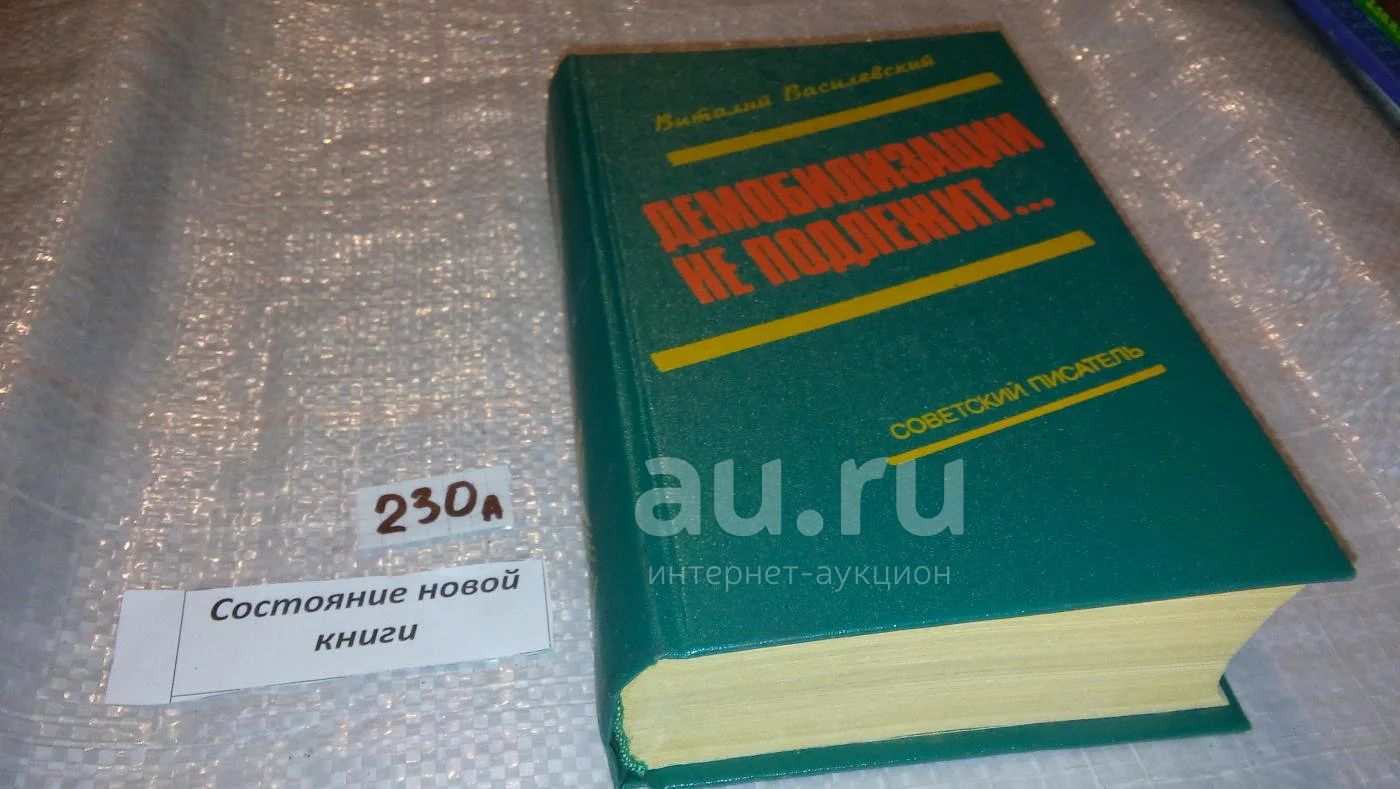 Виталий Василевский
ДЕМОБИЛИЗАЦИИ
НЕ ПОДЛЕЖИТ...
СОВЕТСКИЙ ПИСАТЕЛЬ
au.ru
интернет-аукцион
230А
Состояние новой
книги